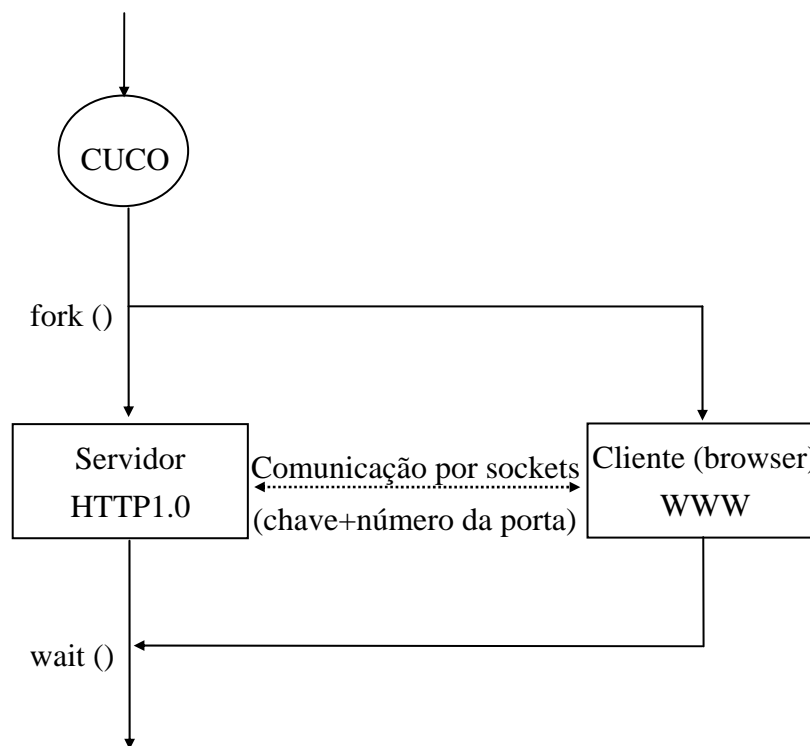 CUCO
fork ()
Servidor
HTTP1.0
Comunicação por sockets
(chave+número da porta)
Cliente (browser)
WWW
wait ()